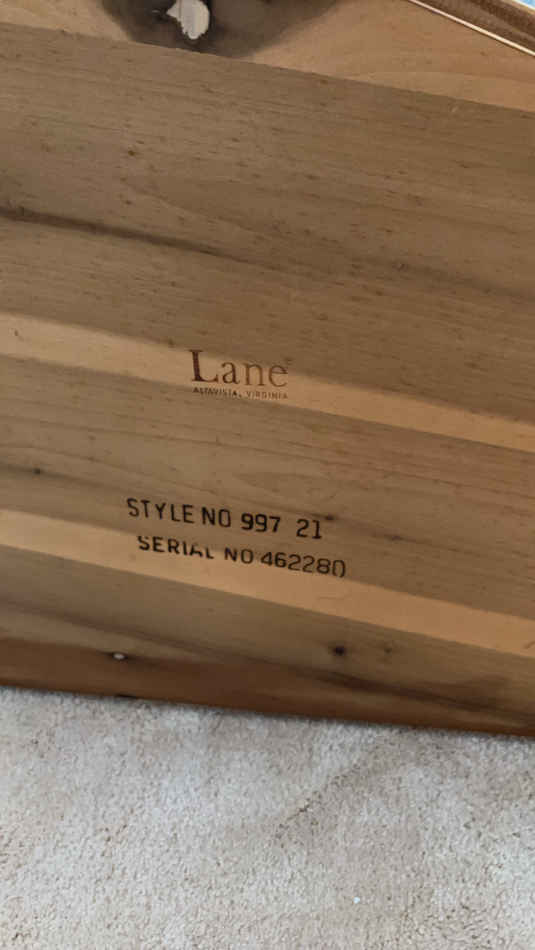 Lane
ALTAVISTA, VIRGINIA
STYLE NO 997 21
SERIAL NO 462280